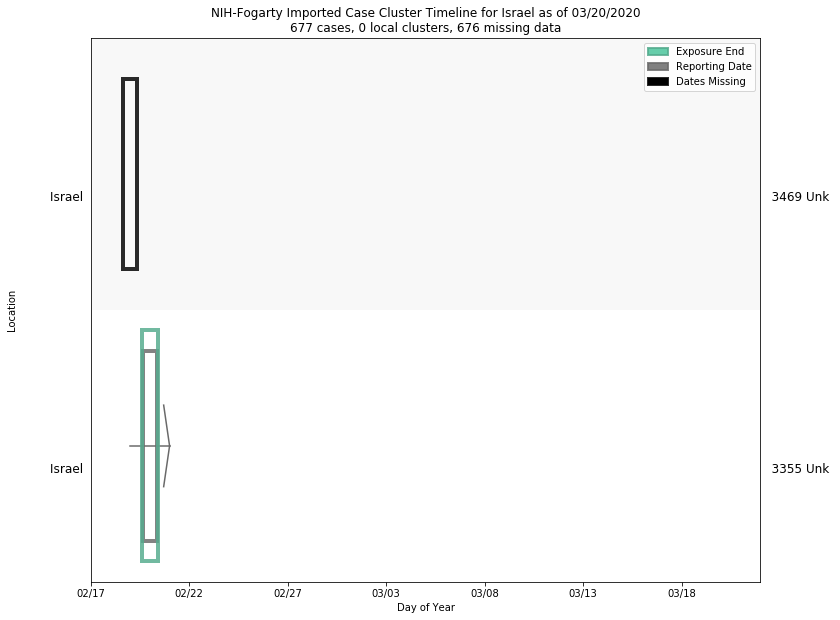 NIH-Fogarty Imported Case Cluster Timeline for Israel as of 03/20/2020
677 cases, 0 local clusters, 676 missing data
Exposure End
Reporting Date
Dates Missing
Israel
3469 Unk
Location
Israel
3355 Unk
02/17
02/22
02/27
03/03
03/08
03/13
03/18
Day of Year